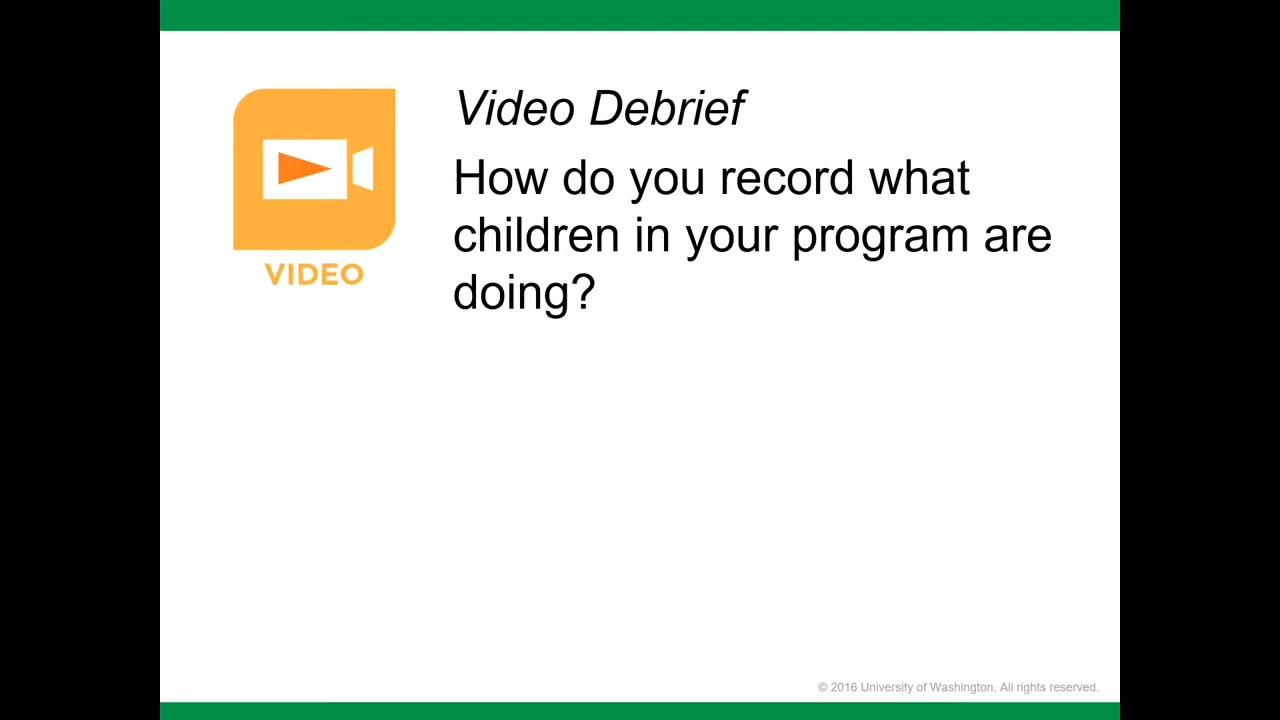 Video Debrief
How do you record what
children in your program are
doing?
VIDEO
© 2016 University of Washington. All rights reserved.